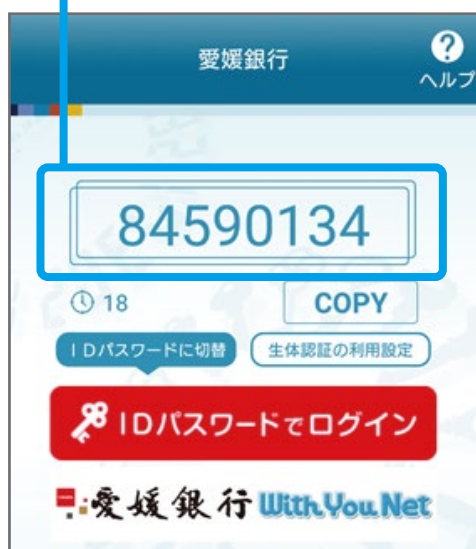 愛媛銀行
?
ヘルプ
84590134
18
COPY
IDパスワードに切替
生体認証の利用設定
IDパスワードでログイン
愛媛銀行 With You Net